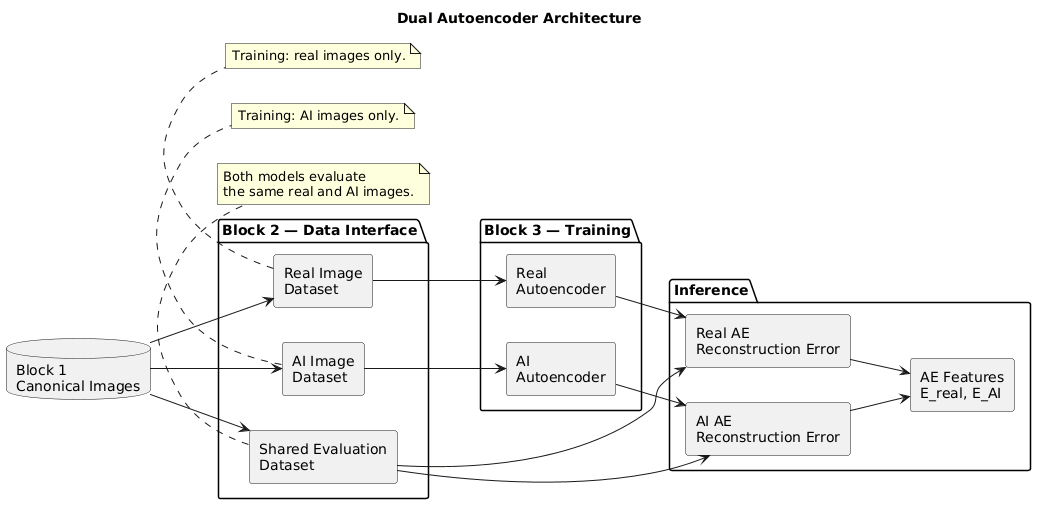 Dual Autoencoder Architecture
Training: real images only.
Training: AI images only.
Both models evaluate
the same real and AI images.
Block 2 — Data Interface
Block 3 — Training
Real Image
Dataset
Real
Autoencoder
Inference
Real AE
Reconstruction Error
Block 1
Canonical Images
AI Image
Dataset
AI
Autoencoder
AE Features
E_real, E_AI
AI AE
Reconstruction Error
Shared Evaluation
Dataset